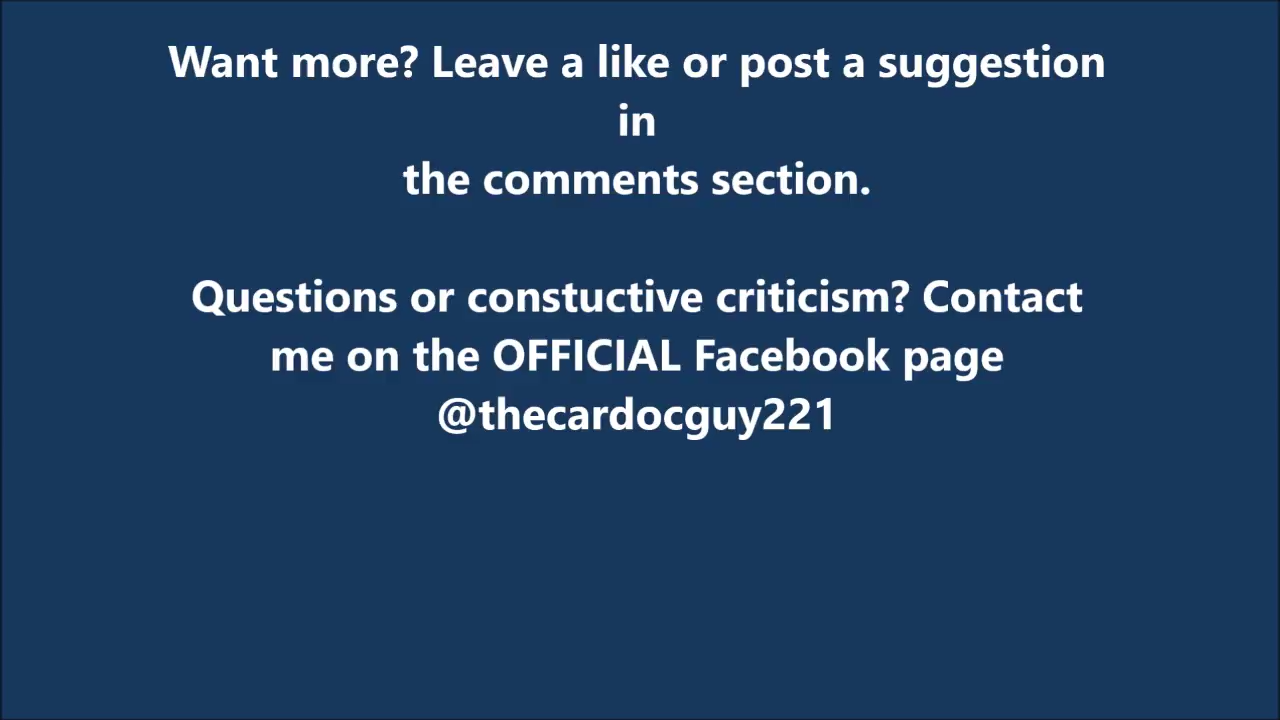 Want more? Leave a like or post a suggestion
in
the comments section.
Questions or constuctive criticism? Contact
me on the OFFICIAL Facebook page
@thecardocguy221